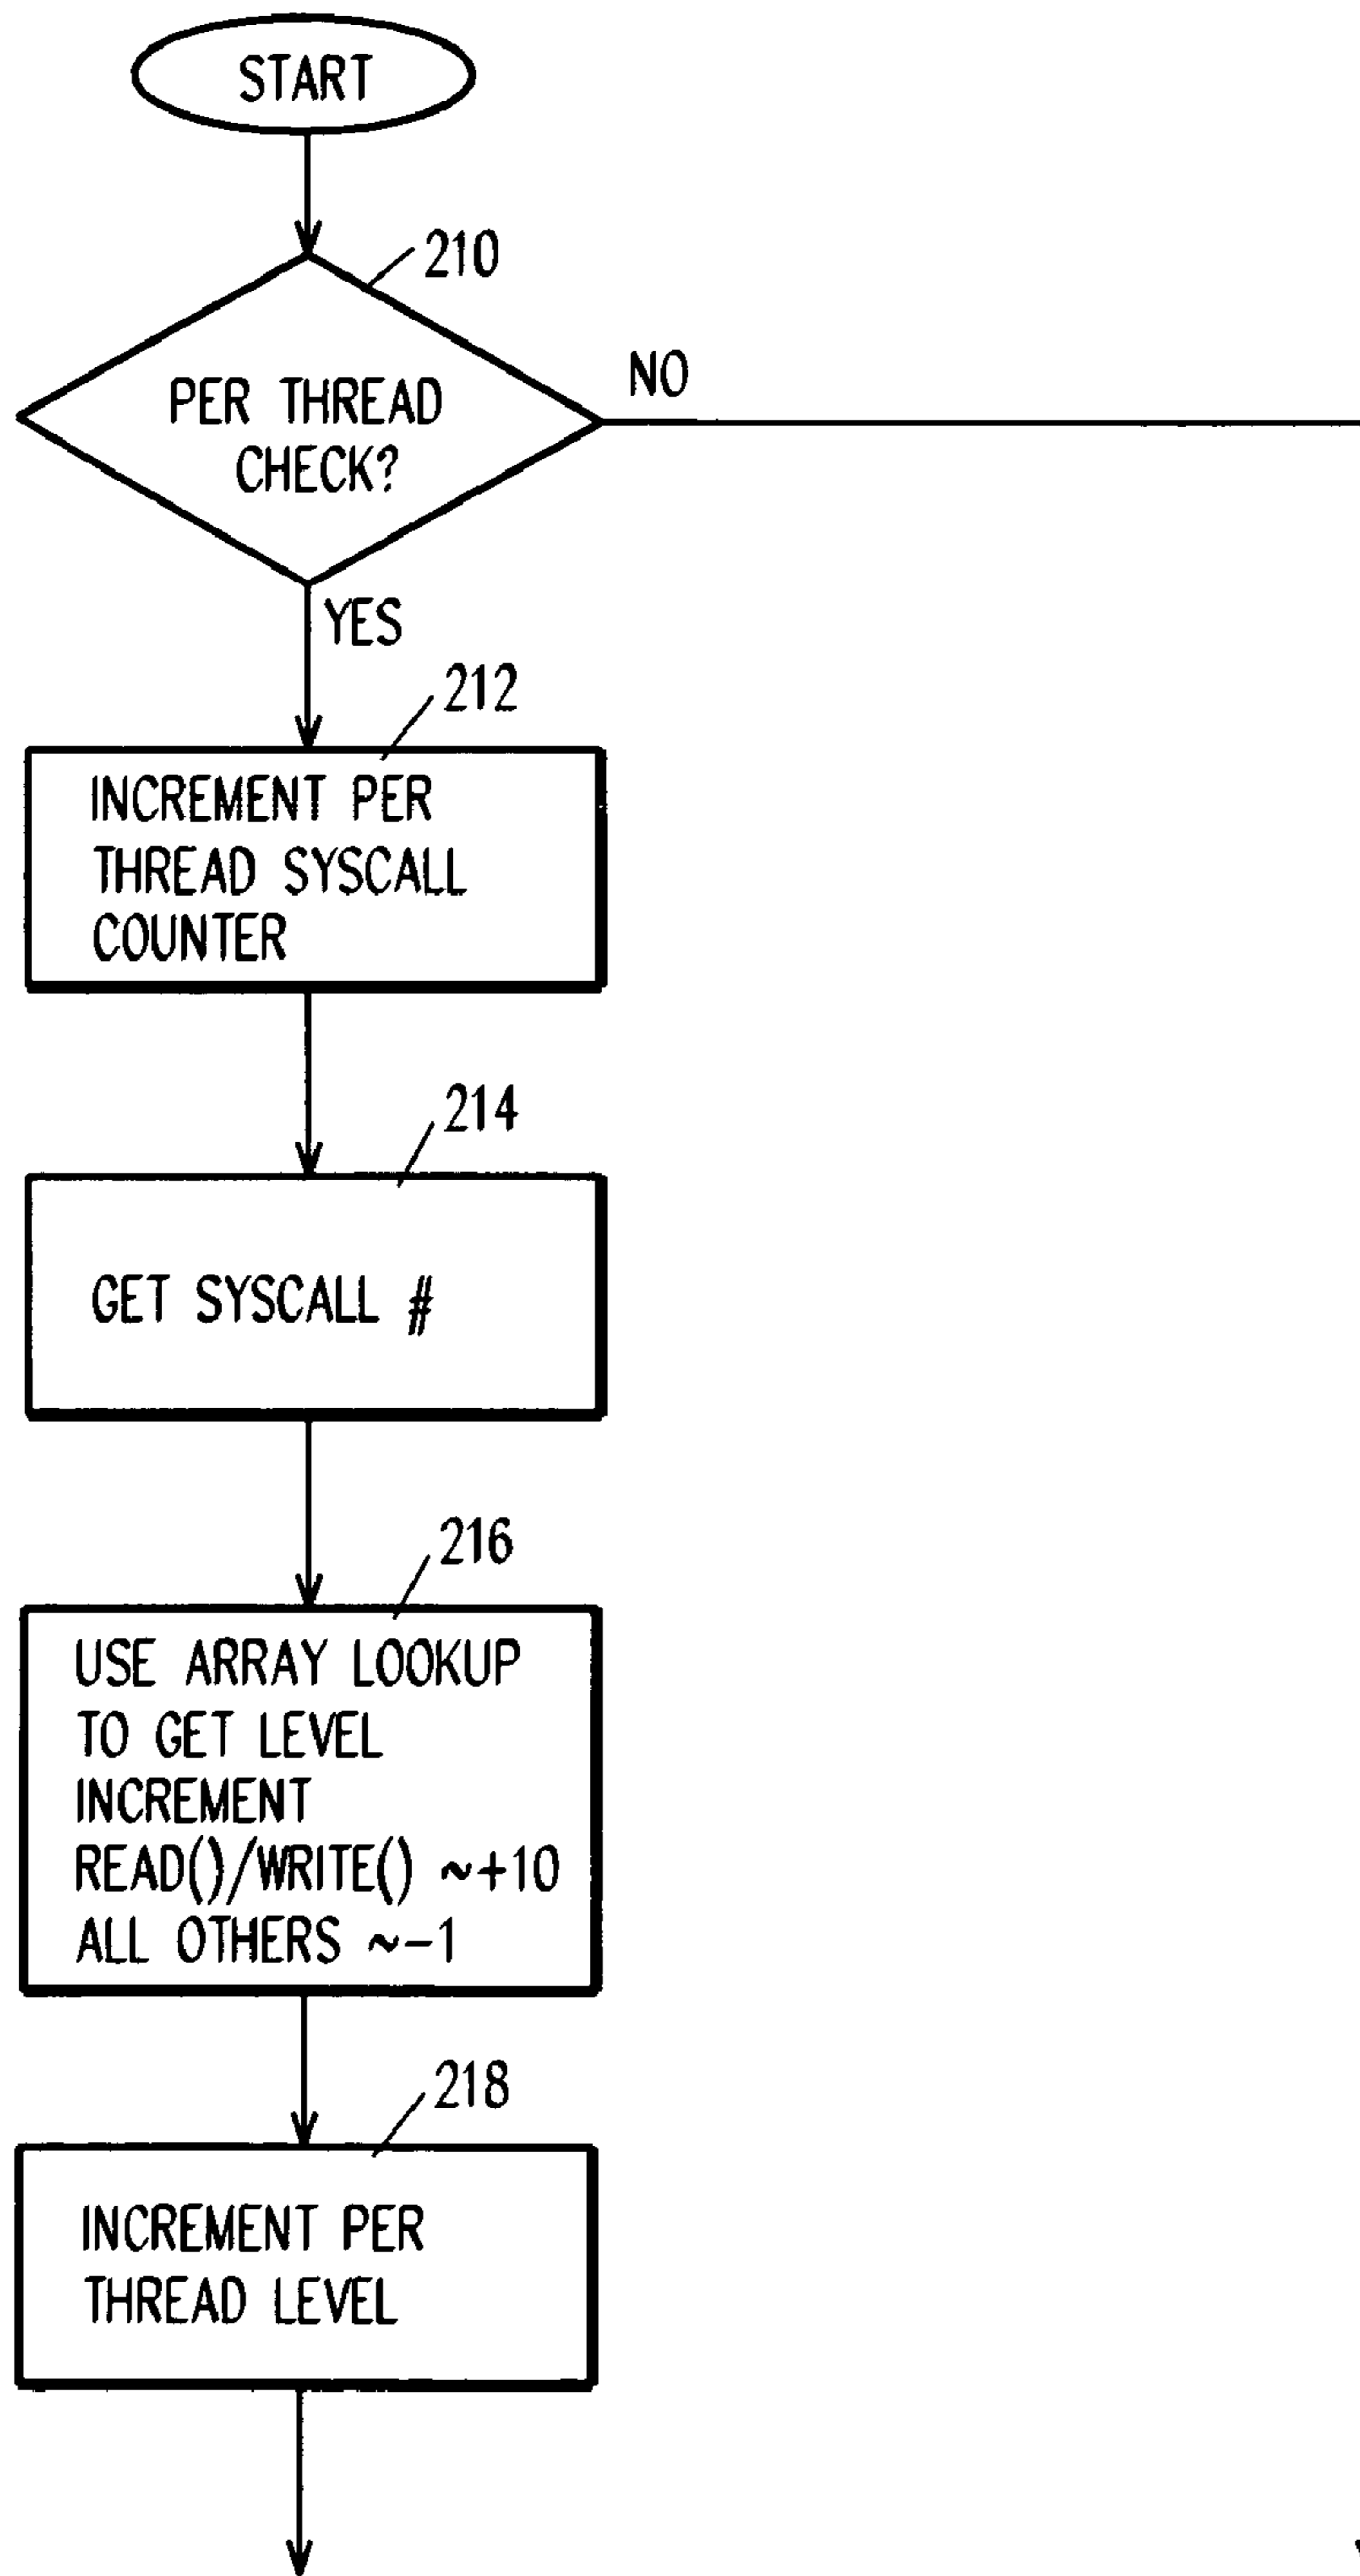 START
210
PER THREAD
CHECK?
NO
YES
212
INCREMENT PER
THREAD SYSCALL
COUNTER
214
GET SYSCALL #
216
USE ARRAY LOOKUP
TO GET LEVEL
INCREMENT
READ()/WRITE() ~+10
ALL OTHERS ~-1
218
INCREMENT PER
THREAD LEVEL